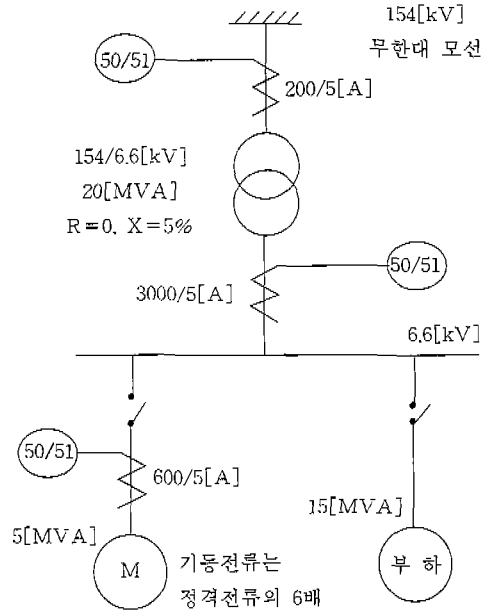 154[kV]
무한대 모선
50/51
200/5[A]
154/6.6[kV]
20[MVA]
R=0, X=5%
50/51
3000/5[A]
6.6[kV]
50/51
600/5[A]
15[MVA]
5[MVA]
M
기동전류는
정격전류의 6배
부 하